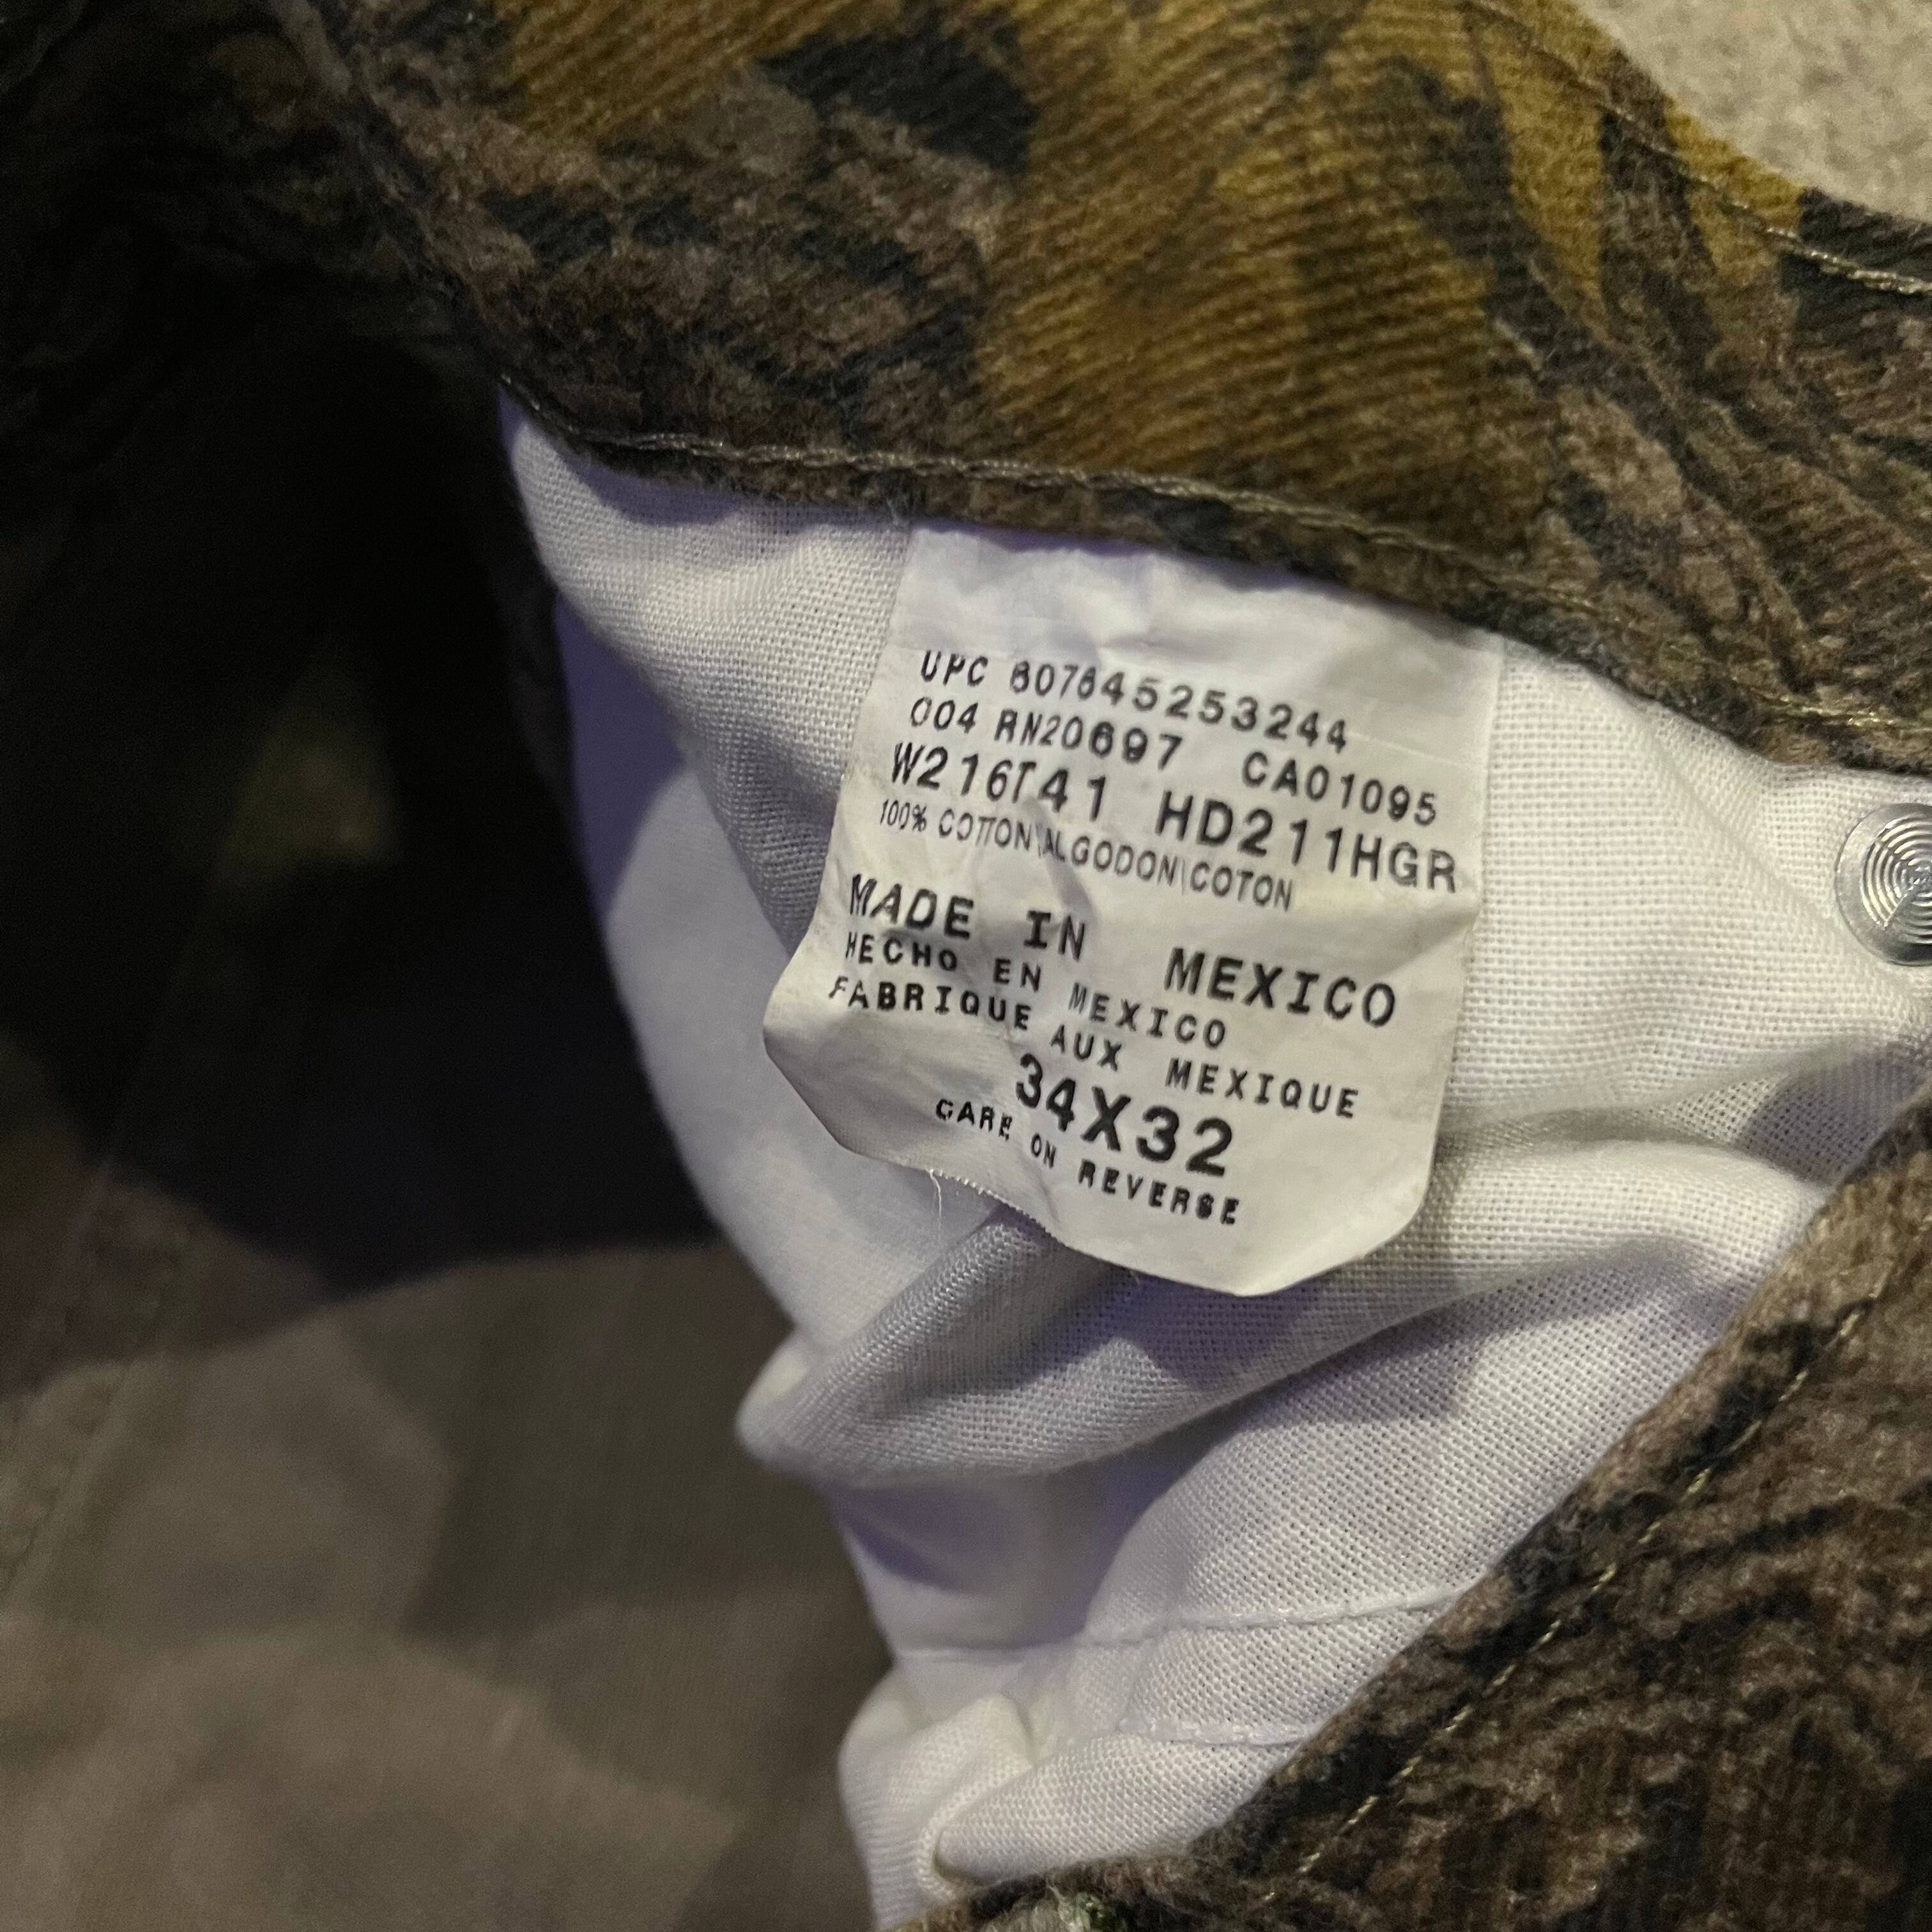 UPC 607645253244
004 RN20697 CA01095
W216T41 HD211HGR
100% COTTON\ALGODON\COTON
MADE IN MEXICO
HECHO EN MEXICO
FABRIQUE AUX MEXIQUE
34X32
CARE ON REVERSE